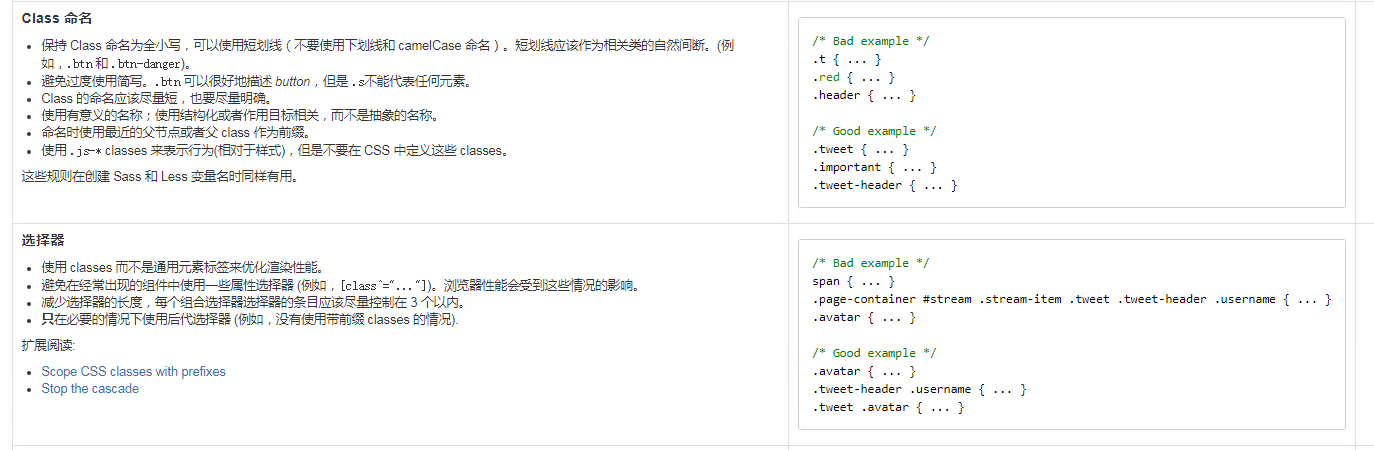 Class 命名
保持 Class 命名为全小写，可以使用短划线（不要使用下划线和 camelCase 命名）。短划线应该作为相关类的自然间断。(例
如，.btn 和 .btn-danger)。
避免过度使用简写。.btn 可以很好地描述 button，但是 .s不能代表任何元素。
Class 的命名应该尽量短，也要尽量明确。
使用有意义的名称；使用结构化或者作用目标相关，而不是抽象的名称。
命名时使用最近的父节点或者父 class 作为前缀。
使用 .js-* classes 来表示行为(相对于样式)，但是不要在 CSS 中定义这些 classes。
这些规则在创建 Sass 和 Less 变量名时同样有用。
/* Bad example */
.t { ... }
.red { ... }
.header { ... }
/* Good example */
.tweet { ... }
.important { ... }
.tweet-header { ... }
选择器
使用 classes 而不是通用元素标签来优化渲染性能。
避免在经常出现的组件中使用一些属性选择器 (例如，[class^="..."])。浏览器性能会受到这些情况的影响。
减少选择器的长度，每个组合选择器选择器的条目应该尽量控制在 3 个以内。
只在必要的情况下使用后代选择器 (例如，没有使用带前缀 classes 的情况).
扩展阅读:
Scope CSS classes with prefixes
Stop the cascade
/* Bad example */
span { ... }
.page-container #stream .stream-item .tweet .tweet-header .username { ... }
.avatar { ... }
/* Good example */
.avatar { ... }
.tweet-header .username { ... }
.tweet .avatar { ... }